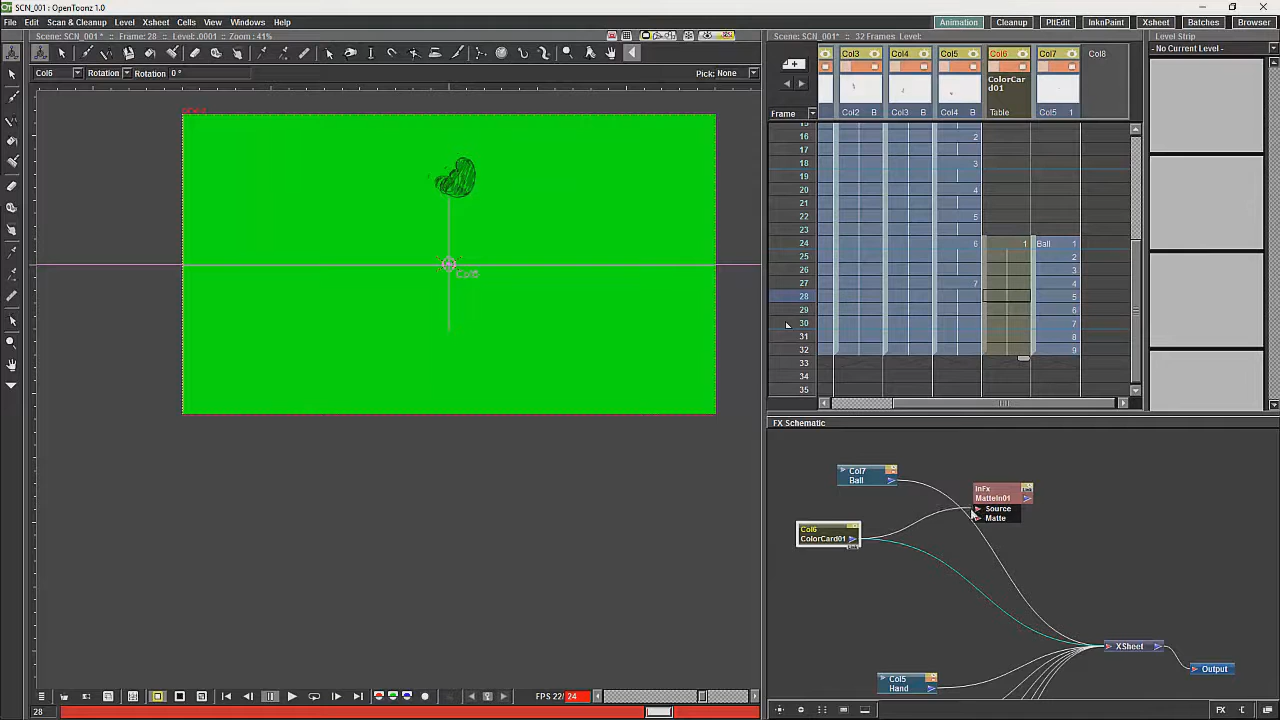 SCN_001 : OpenToonz 1.4
File Edit Scan & Cleanup Level Xsheet Cells View Windows Help
Animation Cleanup PltEdit InknPaint Xsheet Batches Browser
Scene: SCN_001* :: Frame: 28 :: Level: .0001 :: Zoom : 41%
Scene: SCN_001* :: 32 Frames Level:
Level Strip
- No Current Level -
Col6 Rotation Rotation 0 ° Pick: None
Col3 Col4 Col5 Col6 Col7 Col8
ColorCar
d01
Frame Col2 B Col3 B Col4 B Table Col5 1
16 2
17
18 3
19
20 4
21
22 5
23
24 6 1 Ball 1
25 2
26 3
27 7 4
28 5
29 6
30 7
31 8
32 9
33
34
35
Col6
FX Schematic
Col7
Ball
InFx
MatteIn01
Source
Matte
Col6
ColorCard01
XSheet
Output
Col5
Hand
FPS 22/ 24
28
FX